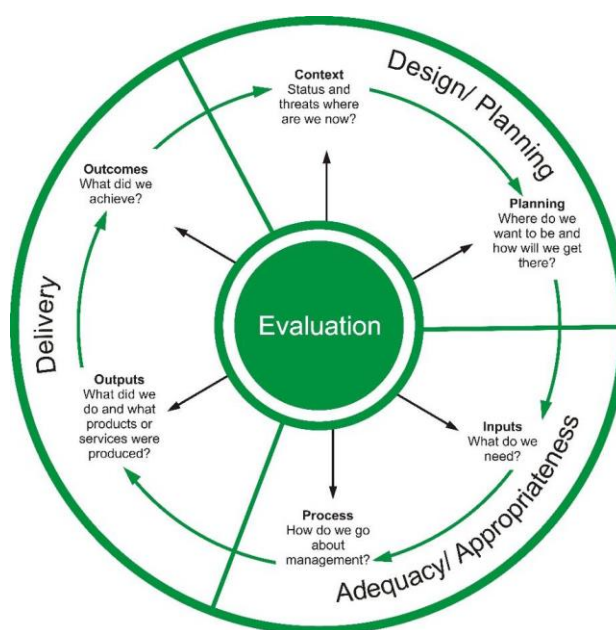 Design/ Planning
Context
Status and
threats where
are we now?
Planning
Where do we
want to be and
how will we get
there?
Adequacy/ Appropriateness
Inputs
What do we
need?
Process
How do we go
about
management?
Delivery
Outputs
What did we
do and what
products or
services were
produced?
Outcomes
What did we
achieve?
Evaluation